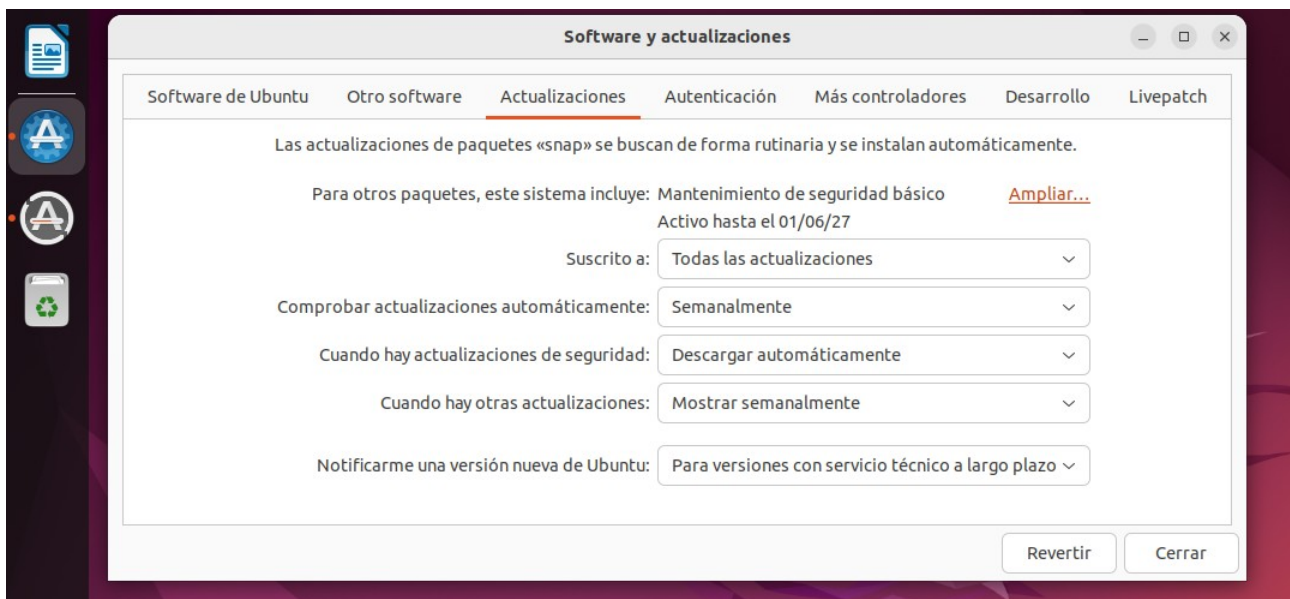 Software y actualizaciones
Software de Ubuntu Otro software Actualizaciones Autenticación Más controladores Desarrollo Livepatch
Las actualizaciones de paquetes «snap» se buscan de forma rutinaria y se instalan automáticamente.
Para otros paquetes, este sistema incluye: Mantenimiento de seguridad básico Ampliar...
Activo hasta el 01/06/27
Suscrito a: Todas las actualizaciones
Comprobar actualizaciones automáticamente: Semanalmente
Cuando hay actualizaciones de seguridad: Descargar automáticamente
Cuando hay otras actualizaciones: Mostrar semanalmente
Notificarme una versión nueva de Ubuntu: Para versiones con servicio técnico a largo plazo
Revertir Cerrar